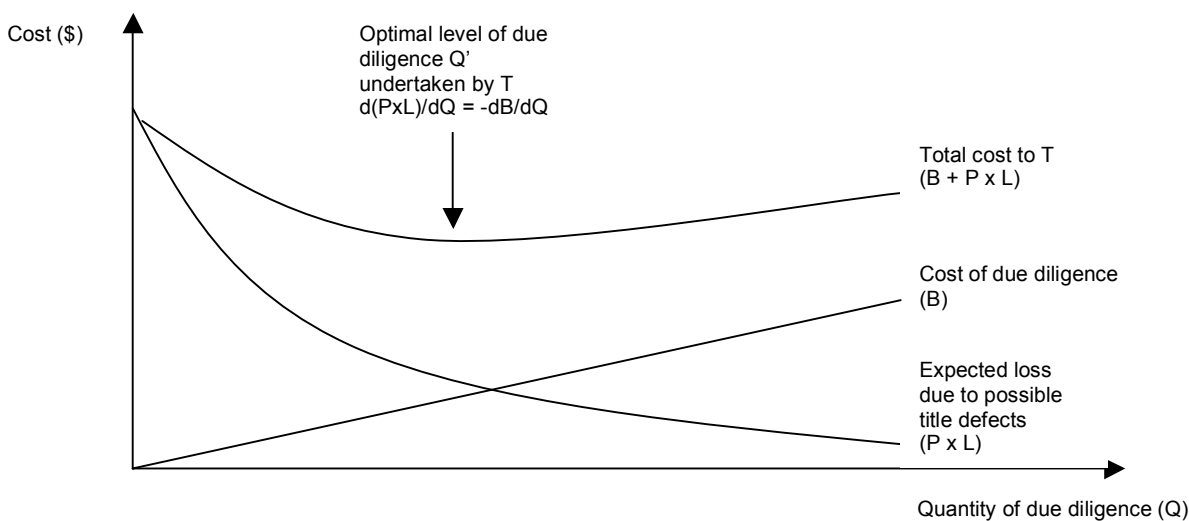 Cost ($)
Optimal level of due
diligence Q’
undertaken by T
d(PxL)/dQ = -dB/dQ
Total cost to T
(B + P x L)
Cost of due diligence
(B)
Expected loss
due to possible
title defects
(P x L)
Quantity of due diligence (Q)